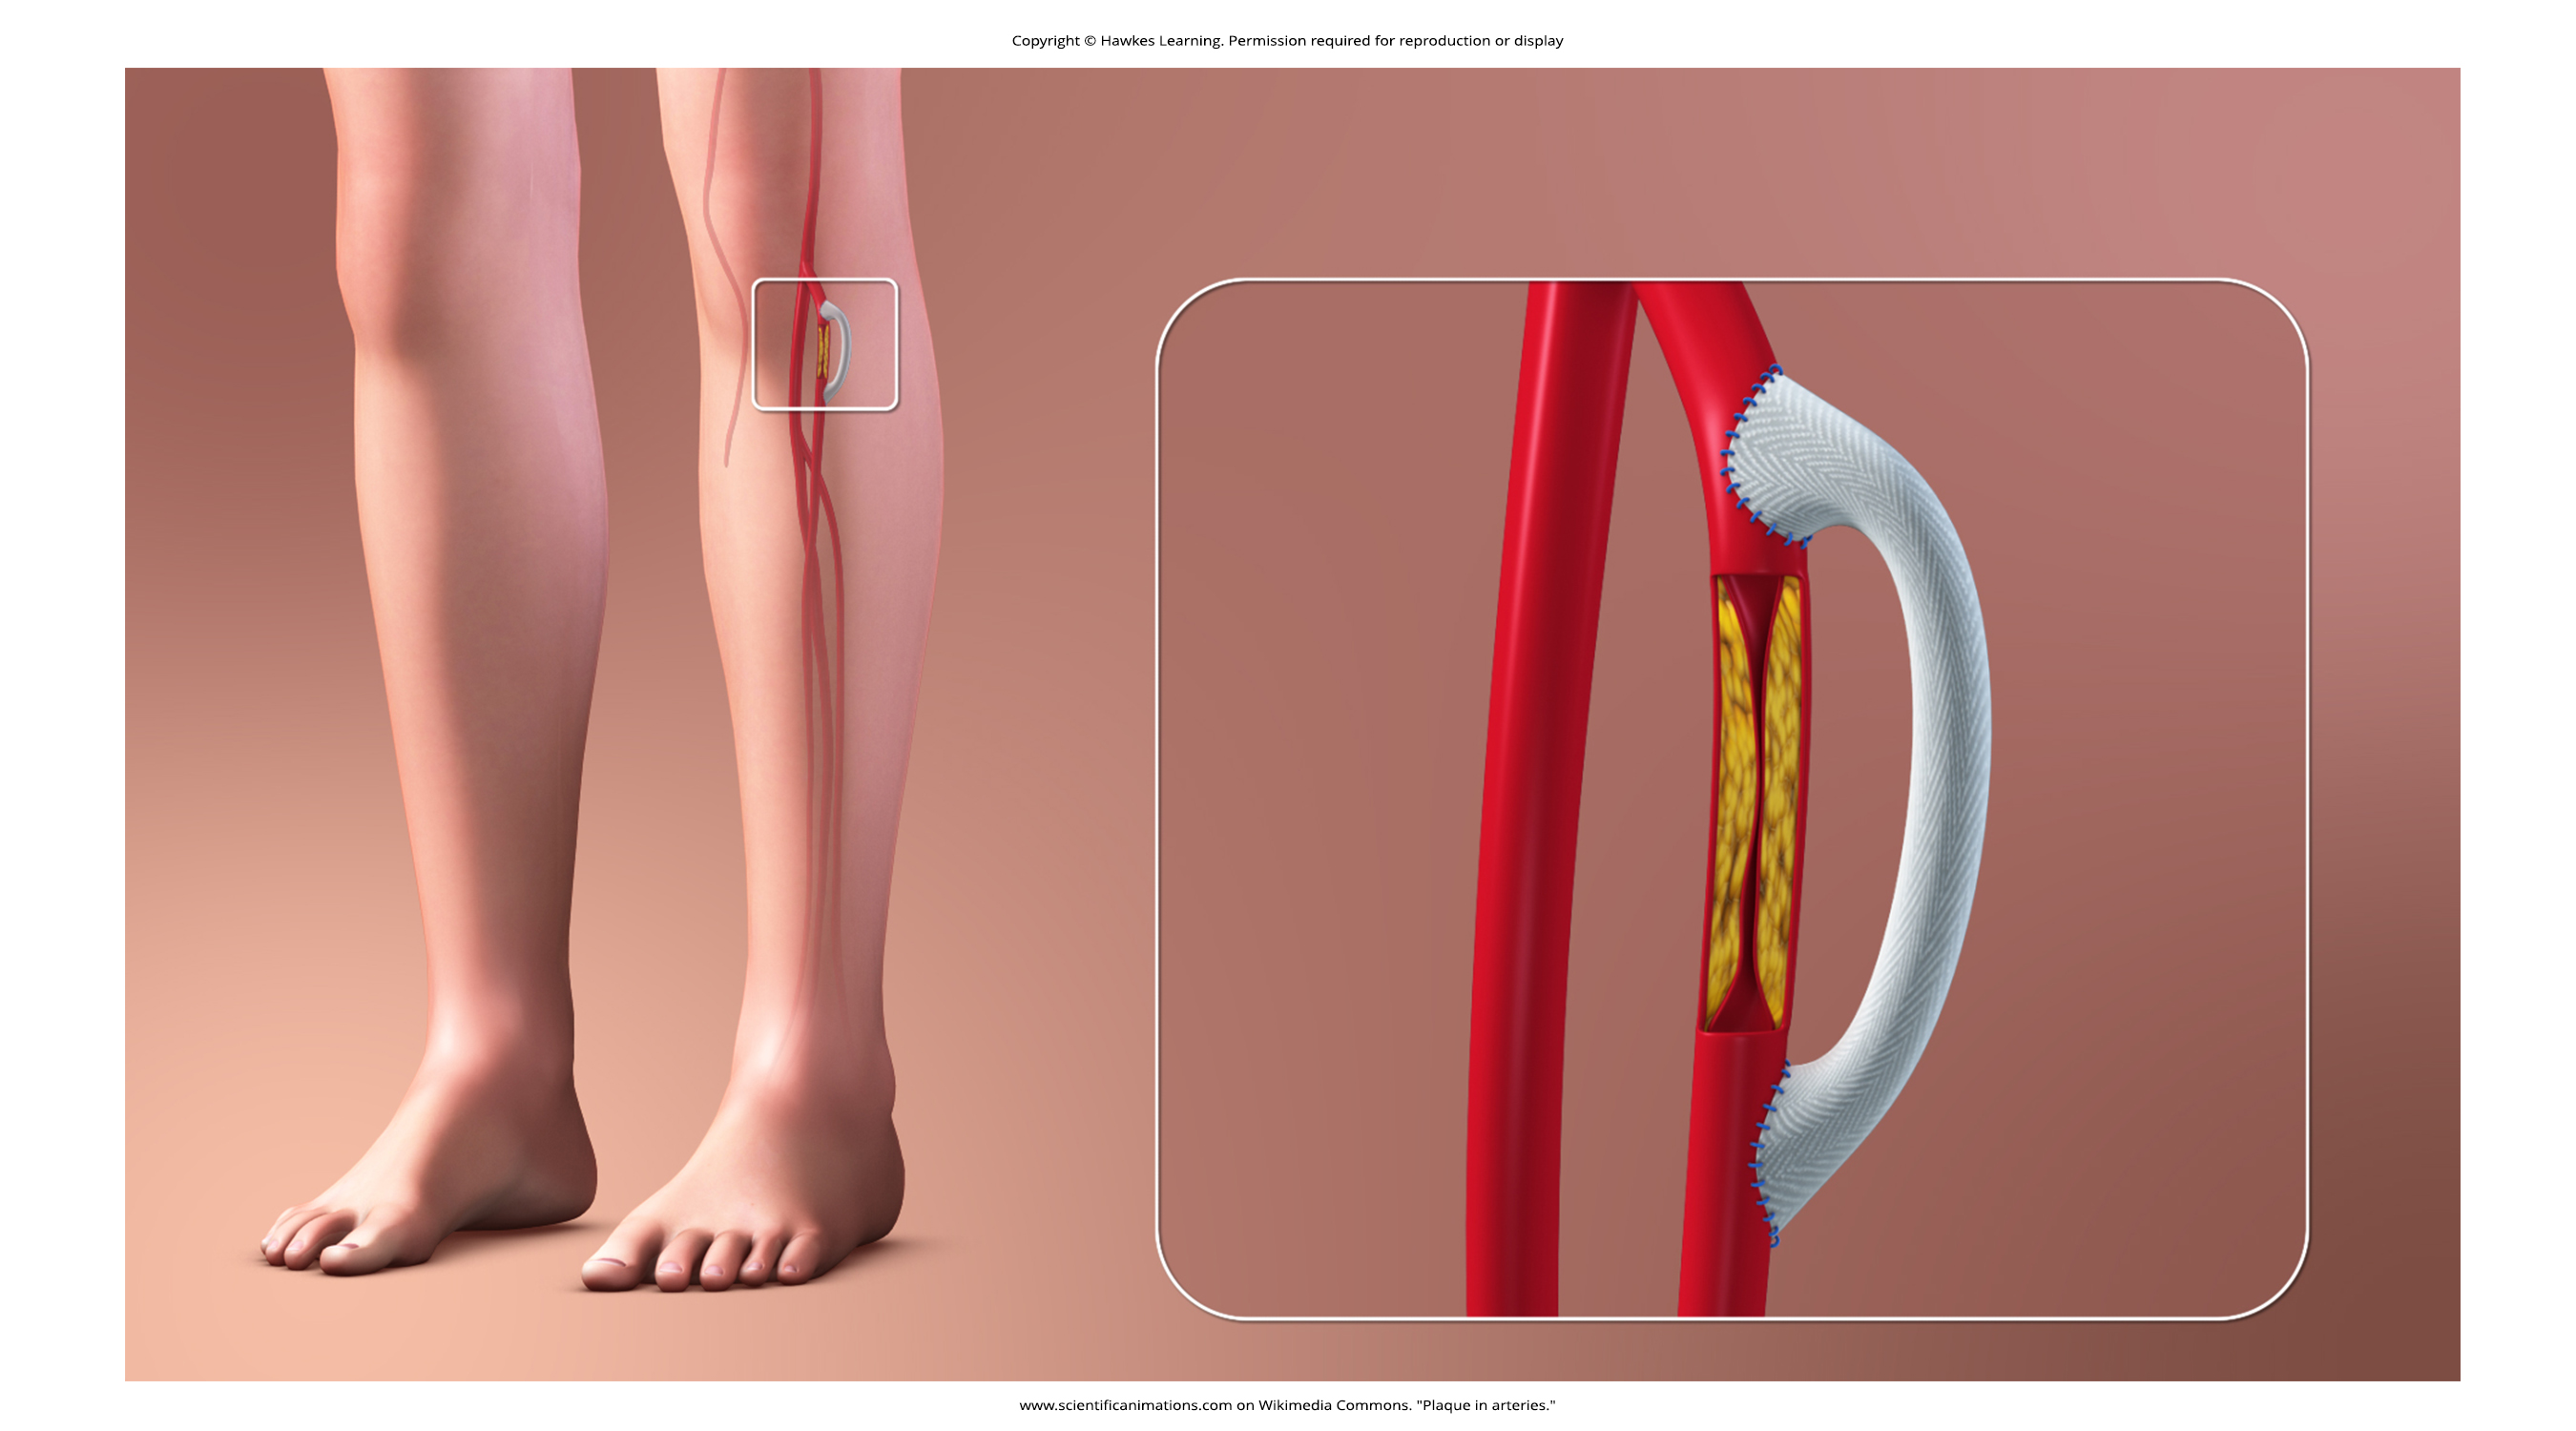 Copyright © Hawkes Learning. Permission required for reproduction or display
www.scientificanimations.com on Wikimedia Commons. "Plaque in arteries."